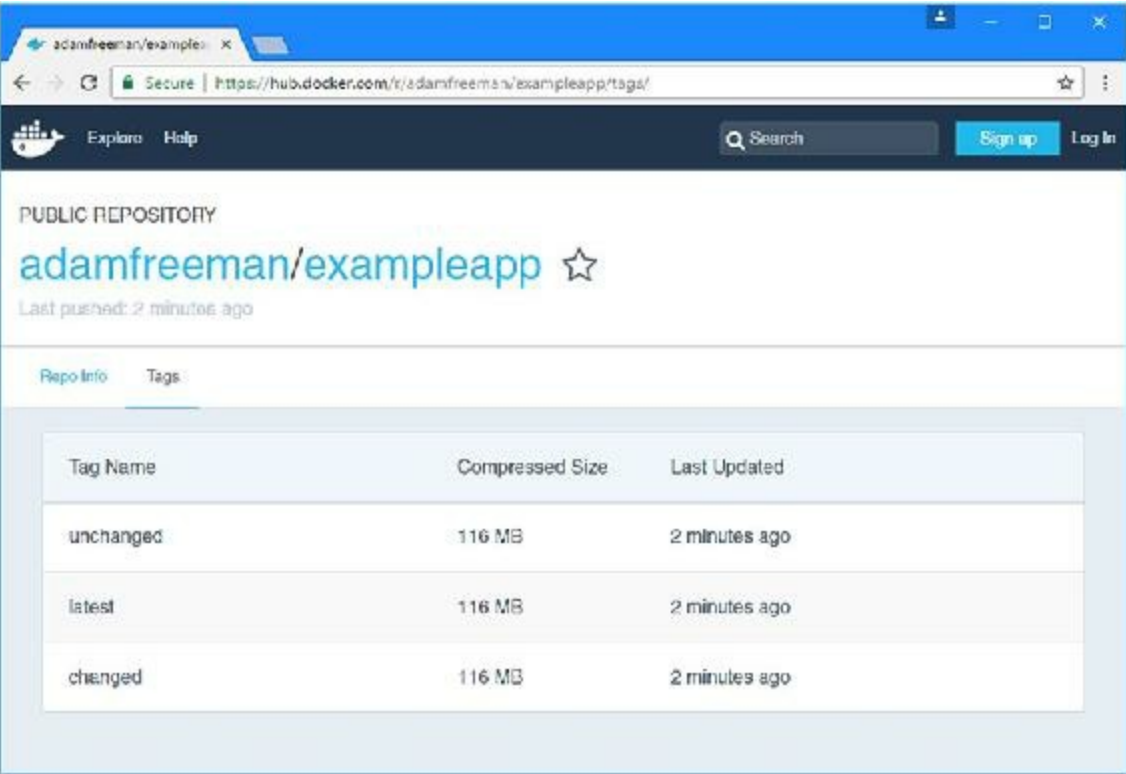 adamfreeman/example
Secure | https://hub.docker.com/r/adamfreeman/exampleapp/tags/
Explore Help Search Sign up Log In
PUBLIC REPOSITORY
adamfreeman/exampleapp
Last pushed: 2 minutes ago
Repo Info Tags
Tag Name Compressed Size Last Updated
unchanged 116 MB 2 minutes ago
latest 116 MB 2 minutes ago
changed 116 MB 2 minutes ago